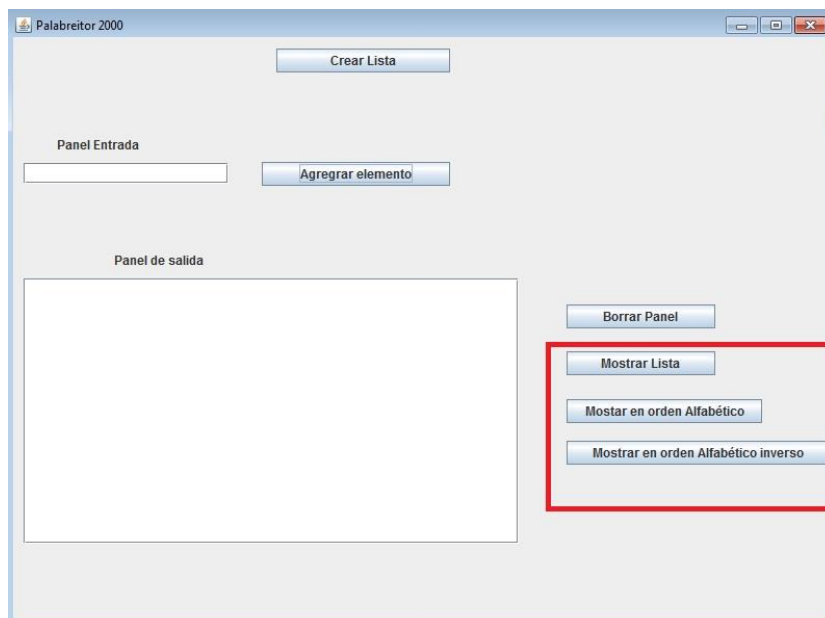 Palabreitor 2000
Crear Lista
Panel Entrada
Agregrar elemento
Panel de salida
Borrar Panel
Mostrar Lista
Mostar en orden Alfabético
Mostrar en orden Alfabético inverso